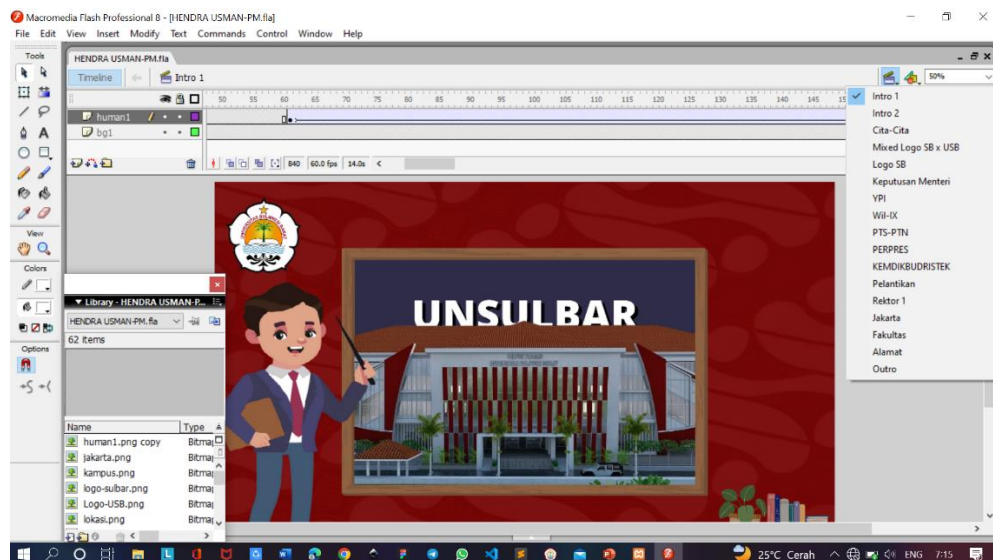 Macromedia Flash Professional 8 - [HENDRA USMAN-PM.fla]
File Edit View Insert Modify Text Commands Control Window Help
Tools
View
Colors
Options
HENDRA USMAN-PM.fla
Timeline
Intro 1
50%
50 55 60 65 70 75 80 85 90 95 100 105 110 115 120 125 130 135 140 145
human1
bg1
840 60.0 fps 14.0s
Intro 1
Intro 2
Cita-Cita
Mixed Logo SB x USB
Logo SB
Keputusan Menteri
YPI
Wil-IX
PTS-PTN
PERPRES
KEMDIKBUDRISTEK
Pelantikan
Rektor 1
Jakarta
Fakultas
Alamat
Outro
UNSULBAR
Library - HENDRA USMAN-P...
HENDRA USMAN-PM.fla
62 items
Name Type
human1.png copy
jakarta.png
kampus.png
logo-sulbar.png
Logo-USB.png
lokasi.png
25°C Cerah ENG 7:15